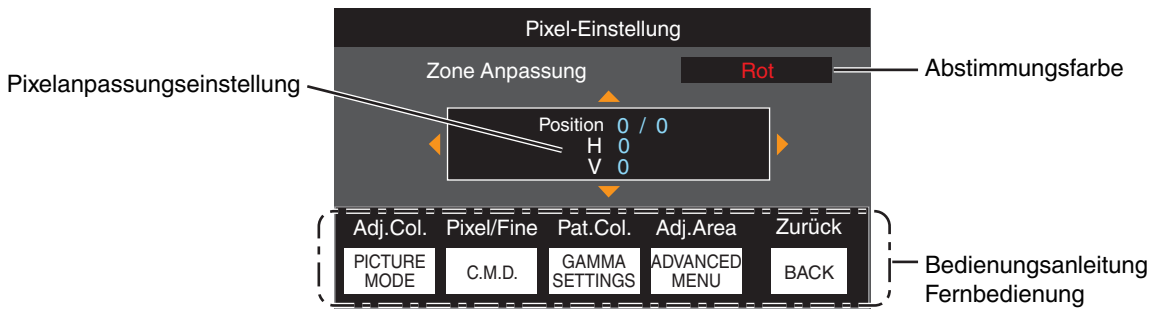 Pixel-Einstellung
Zone Anpassung Rot
Abstimmungsfarbe
Pixelanpassungseinstellung
Position 0 / 0
H 0
V 0
Adj.Col. Pixel/Fine Pat.Col. Adj.Area Zurück
PICTURE MODE C.M.D. GAMMA SETTINGS ADVANCED MENU BACK
Bedienungsanleitung
Fernbedienung